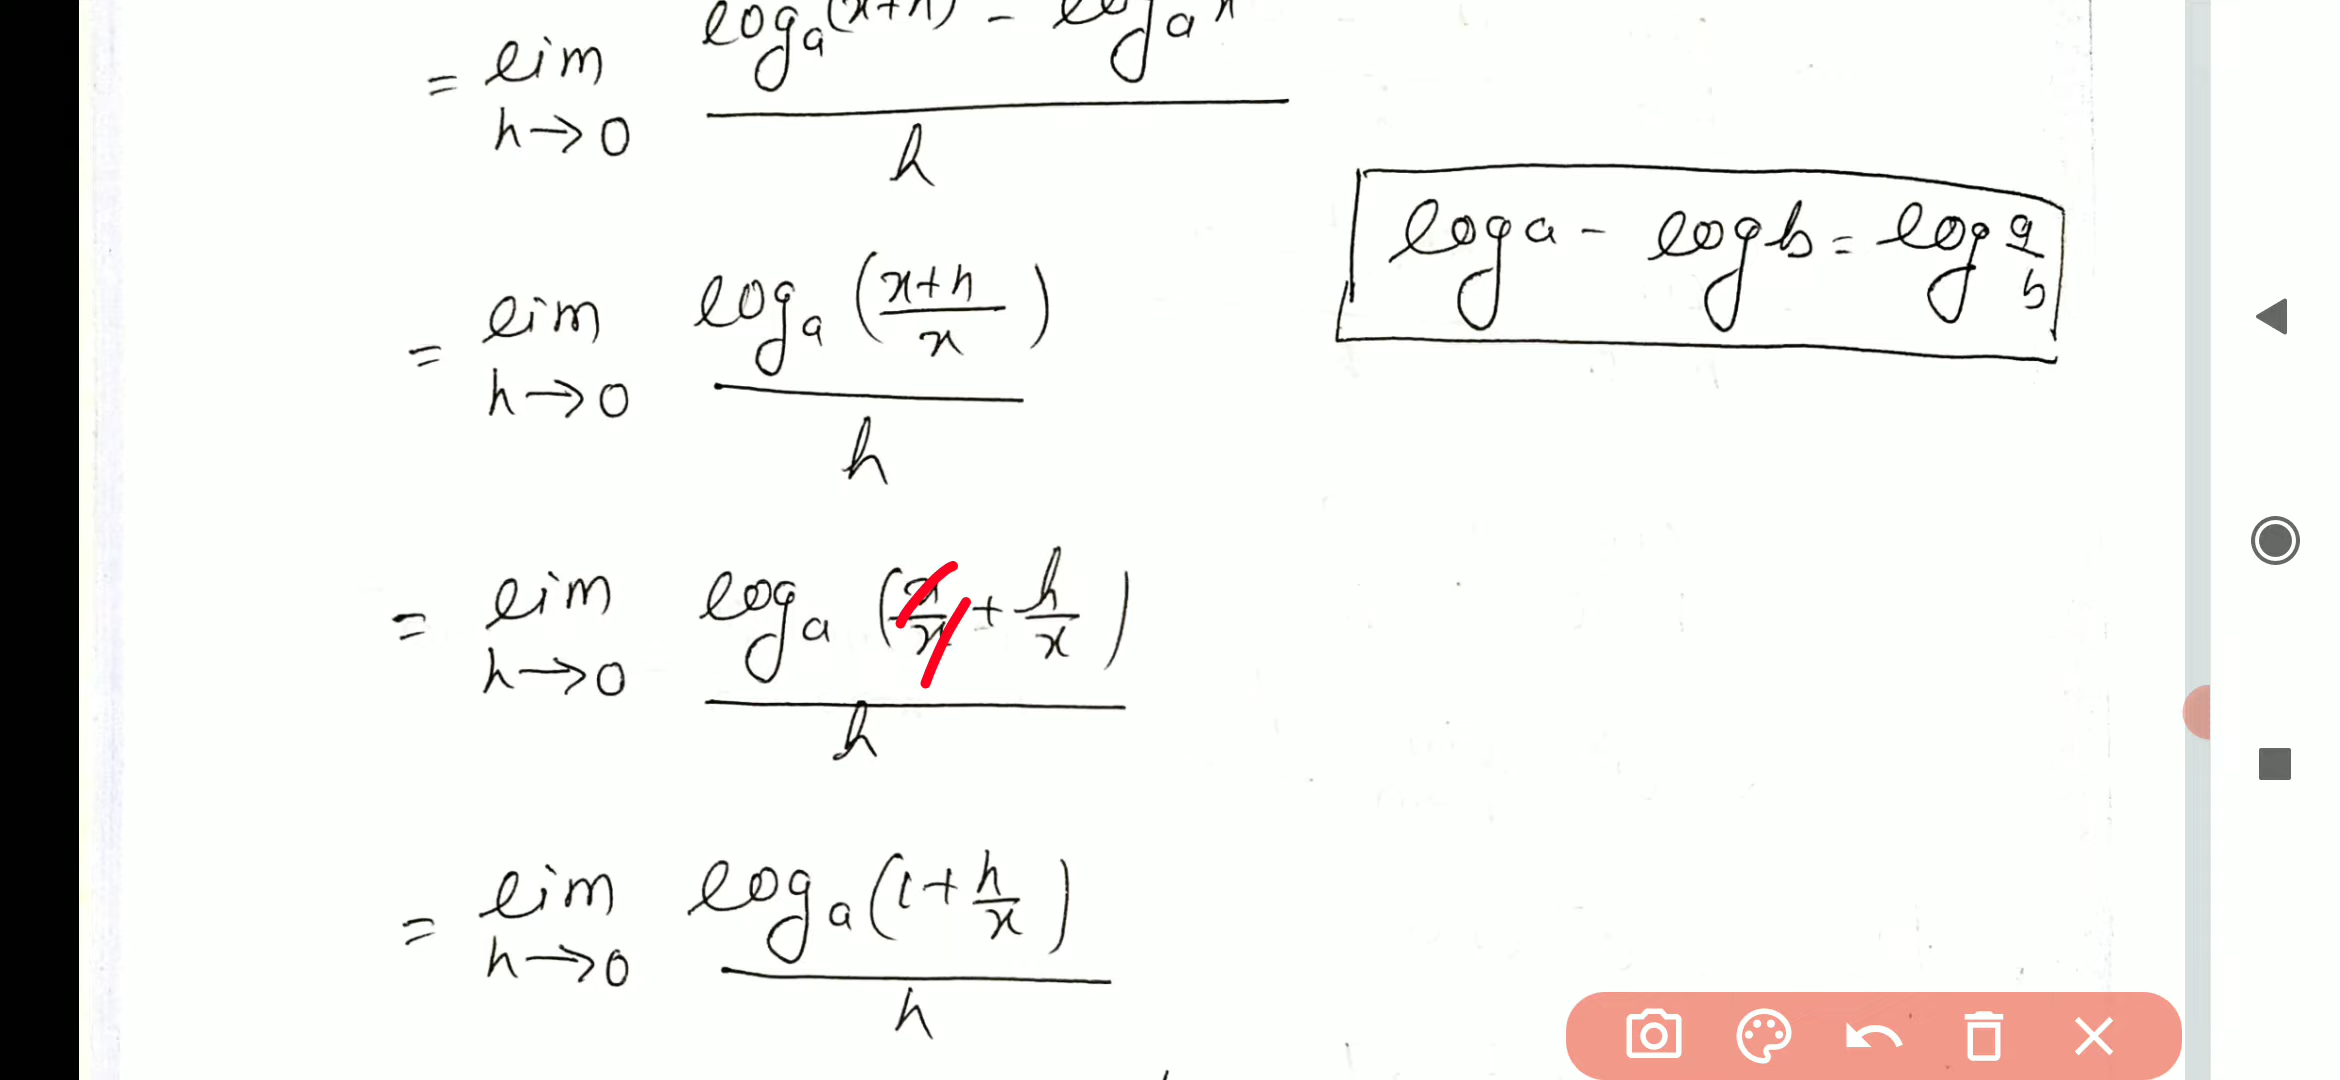 = lim log_a(x+h) - log_a x
h→0 h
log a - log b = log a/b
= lim log_a ((x+h)/x)
h→0 h
= lim log_a (x/x + h/x)
h→0 h
= lim log_a (1 + h/x)
h→0 h